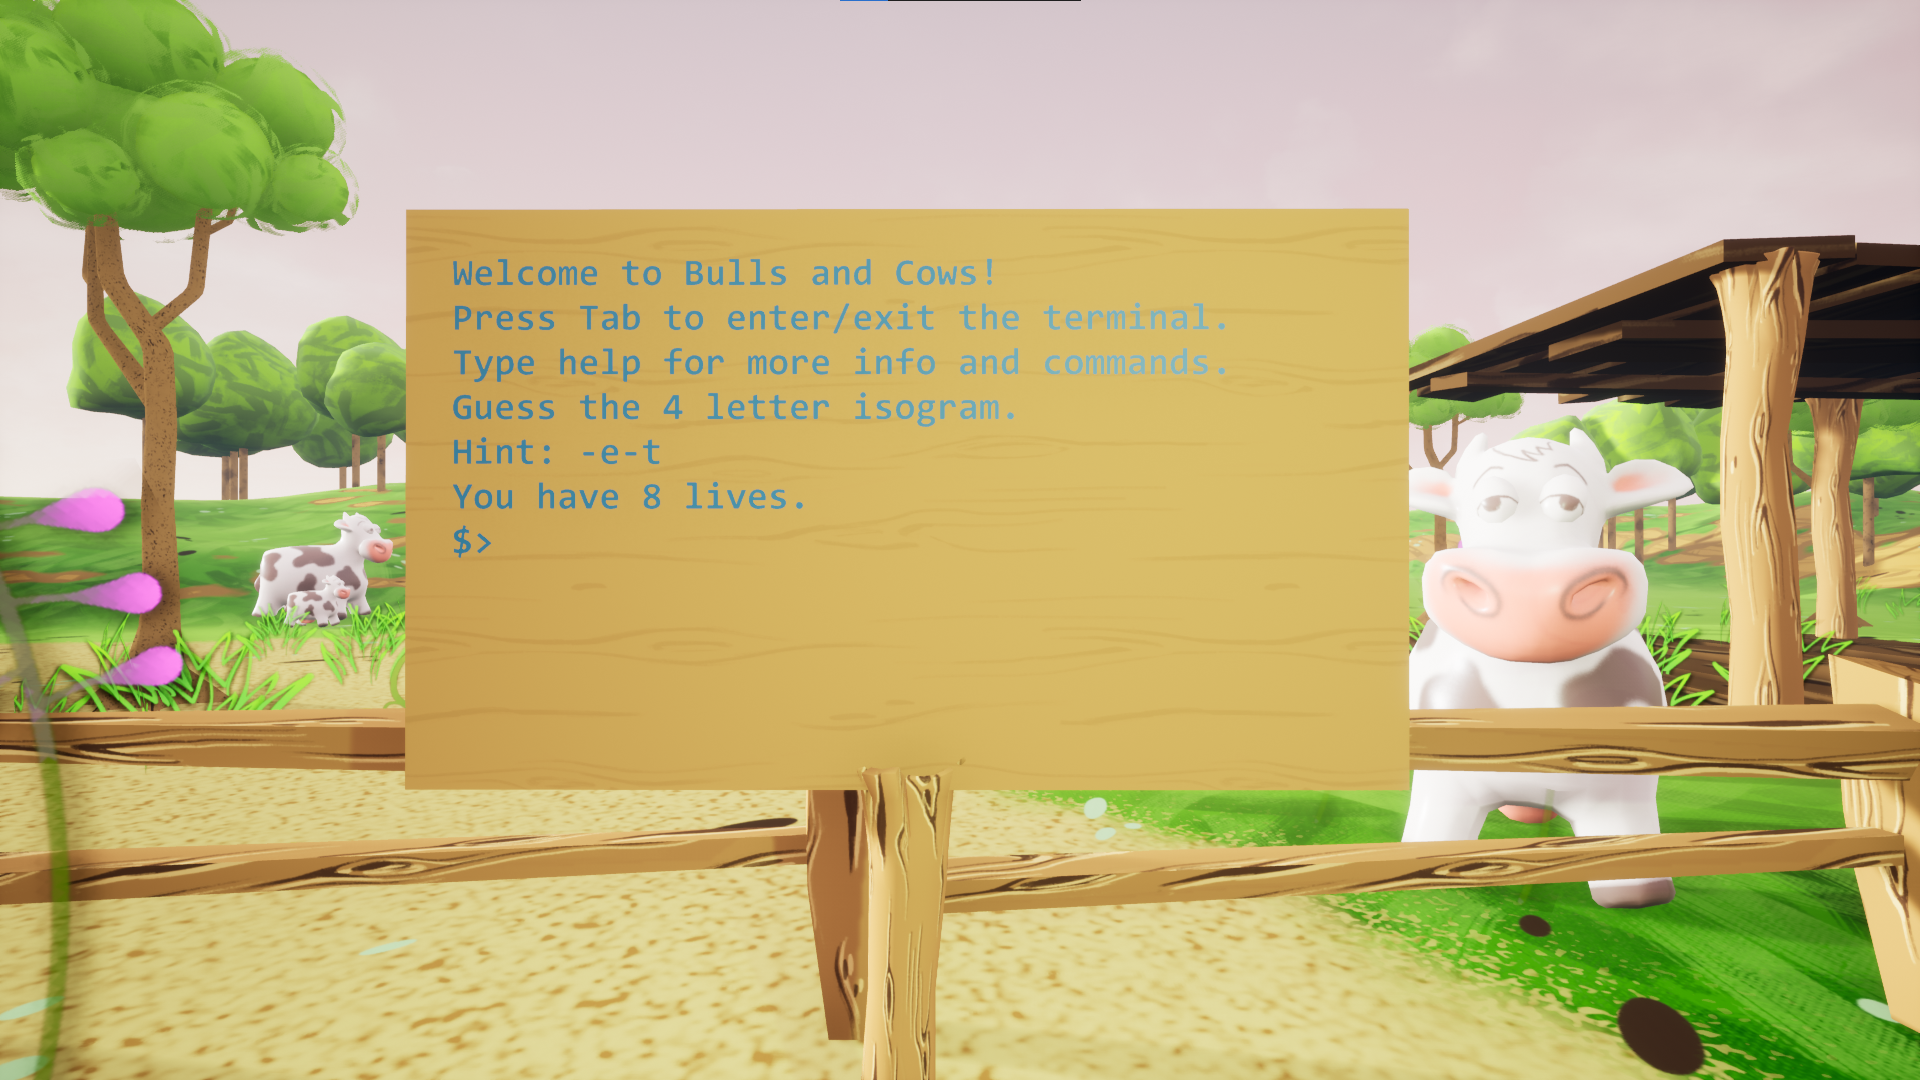 Welcome to Bulls and Cows!
Press Tab to enter/exit the terminal.
Type help for more info and commands.
Guess the 4 letter isogram.
Hint: -e-t
You have 8 lives.
$>